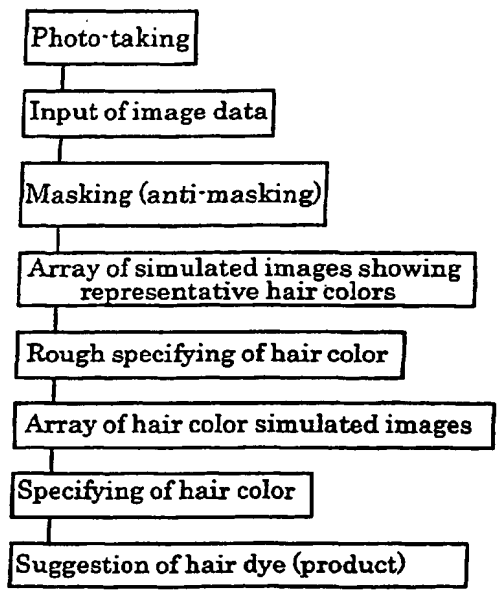 Photo-taking
Input of image data
Masking (anti-masking)
Array of simulated images showing
representative hair colors
Rough specifying of hair color
Array of hair color simulated images
Specifying of hair color
Suggestion of hair dye (product)